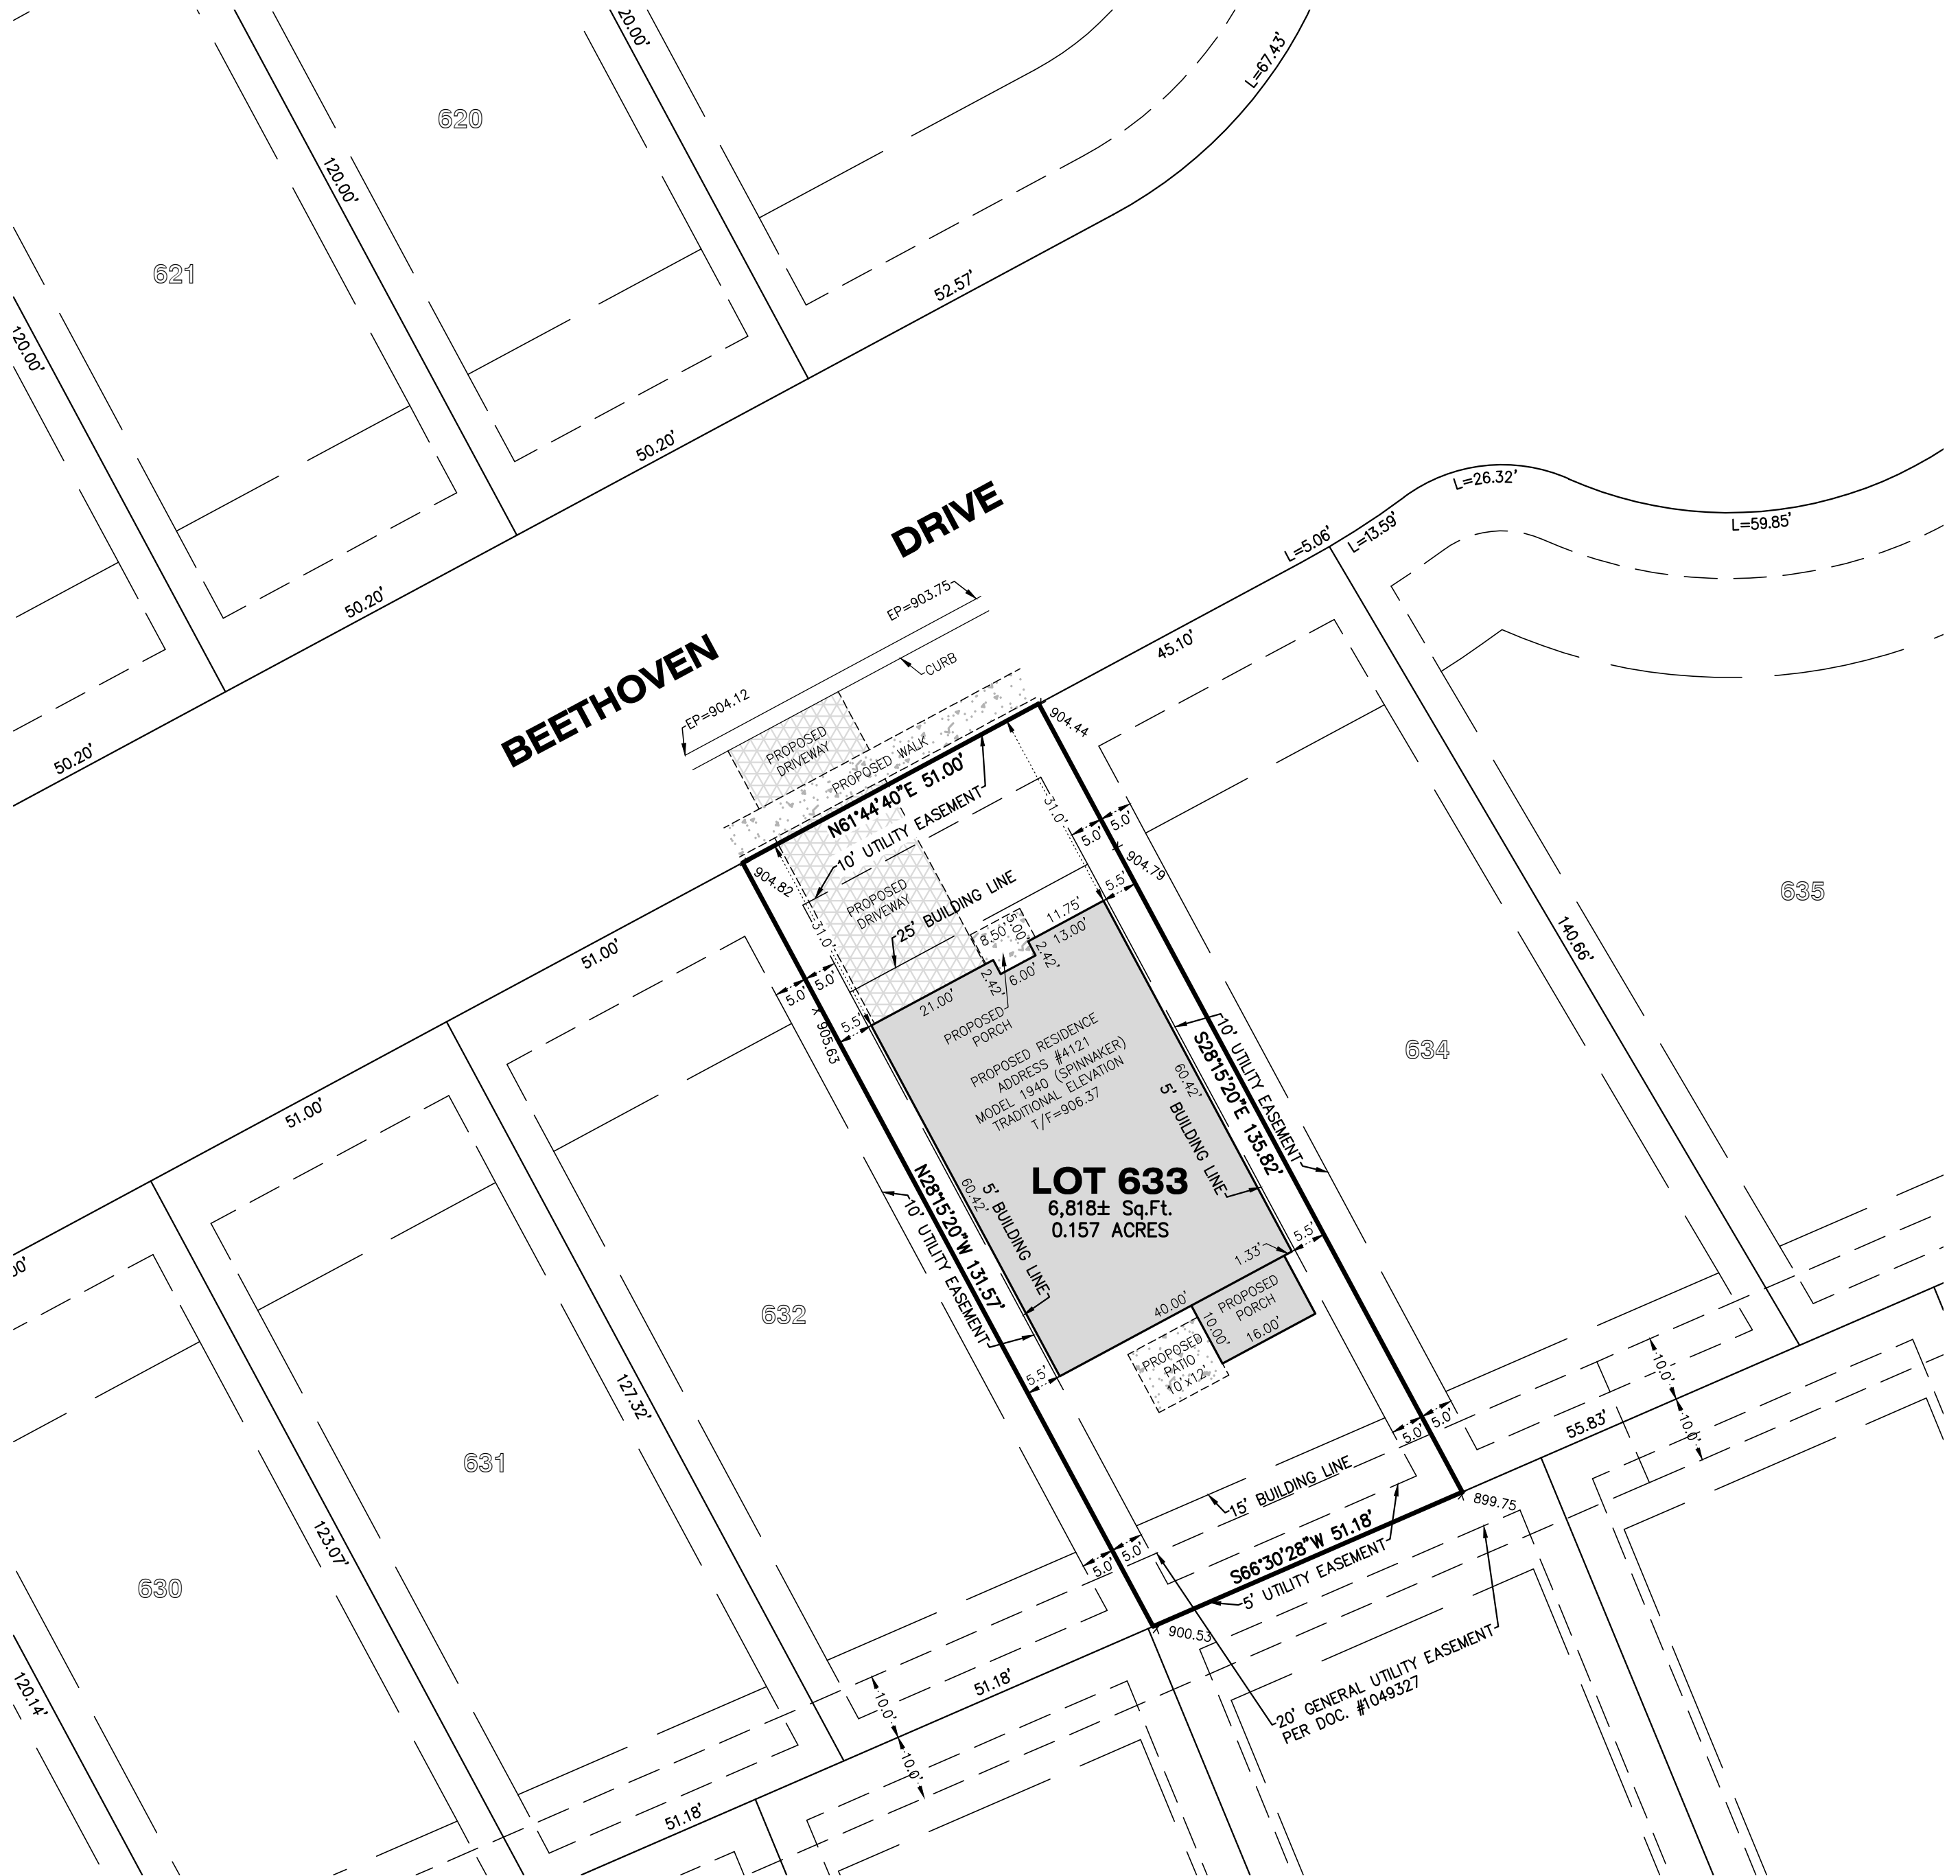 20.00'
L=67.43'
620
120.00'
621
52.57'
120.00'
50.20'
DRIVE
L=26.32'
L=59.85'
L=5.06'
L=13.59'
50.20'
EP=903.75
BEETHOVEN
45.10'
CURB
EP=904.12
904.44
PROPOSED
DRIVEWAY
PROPOSED WALK
50.20'
N61°44'40"E 51.00'
10' UTILITY EASEMENT
31.0'
5.0'
5.0'
904.79
904.82
PROPOSED
DRIVEWAY
25' BUILDING LINE
5.5'
635
11.75'
8.50'
5.00'
13.00'
31.0'
51.00'
140.66'
2.42'
5.0'
5.0'
2.42'
6.00'
21.00'
5.5'
X 905.63
PROPOSED
PORCH
634
PROPOSED RESIDENCE
ADDRESS #4121
MODEL 1940 (SPINNAKER)
TRADITIONAL ELEVATION
T/F=906.37
10' UTILITY EASEMENT
S28°15'20"E 135.82'
60.42'
5' BUILDING LINE
51.00'
LOT 633
6,818± Sq.Ft.
0.157 ACRES
60.42'
5' BUILDING LINE
N28°15'20"W 131.57'
10' UTILITY EASEMENT
5.5'
1.33'
00'
632
40.00'
PROPOSED
PORCH
10.00'
16.00'
PROPOSED
PATIO
10'x12'
5.5'
10.0'
127.32'
5.0'
5.0'
55.83'
10.0'
631
15' BUILDING LINE
899.75
S66°30'28"W 51.18'
123.07'
5.0'
5.0'
5' UTILITY EASEMENT
630
900.53
20' GENERAL UTILITY EASEMENT
PER DOC. #1049327
51.18'
120.14'
10.0'
10.0'
51.18'